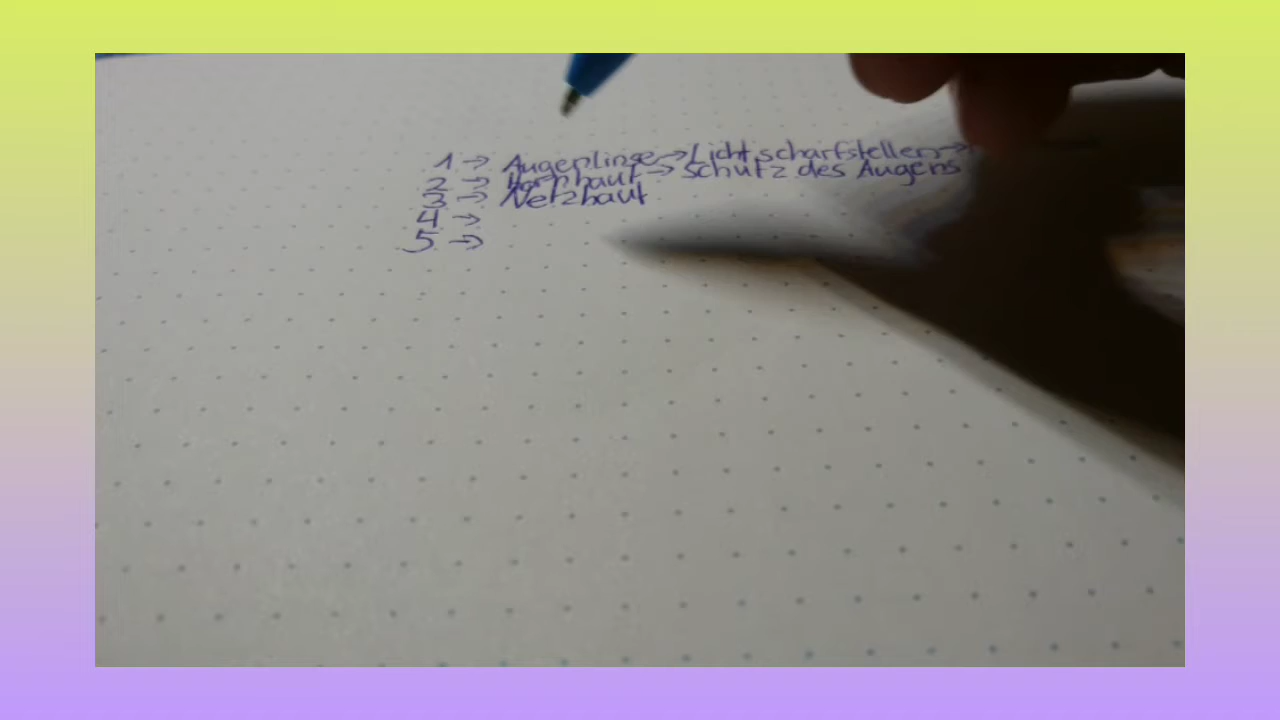 1 → Augenlinse → Licht scharfstellen →
2 → Hornhaut → Schutz des Augens
3 → Netzhaut
4 →
5 →